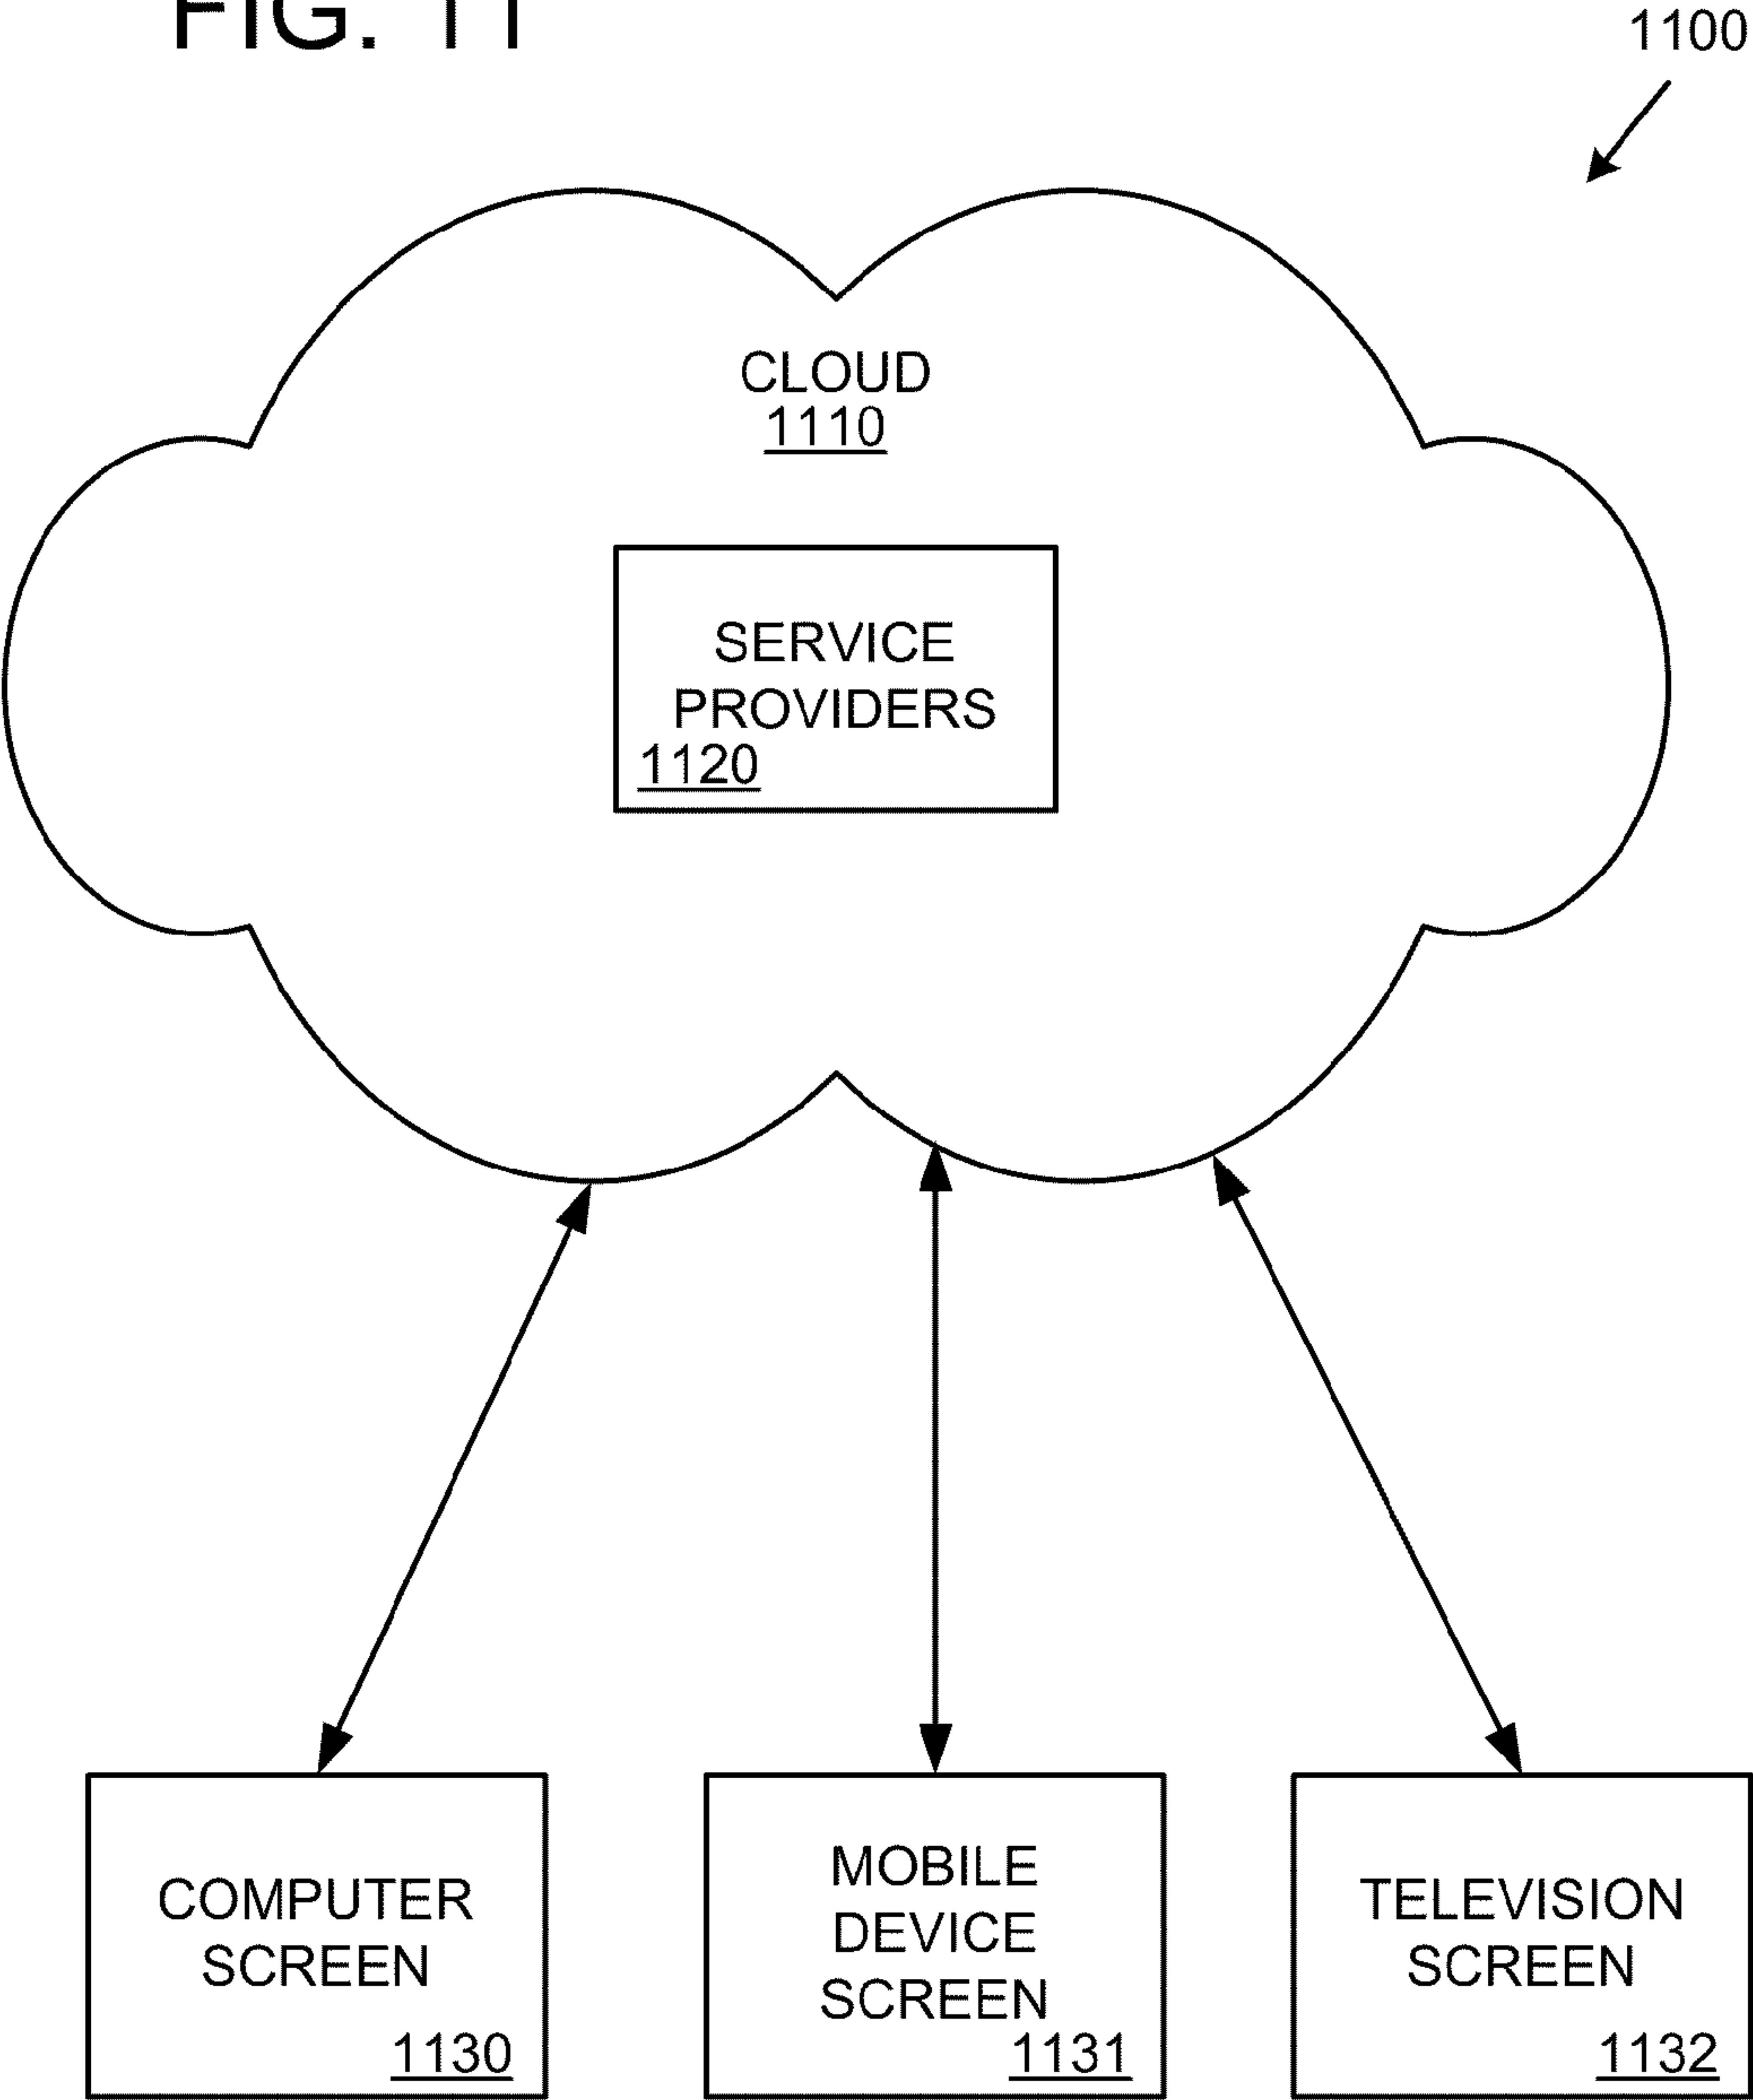 FIG. 11
1100
CLOUD
1110
SERVICE
PROVIDERS
1120
COMPUTER
SCREEN
1130
MOBILE
DEVICE
SCREEN
1131
TELEVISION
SCREEN
1132